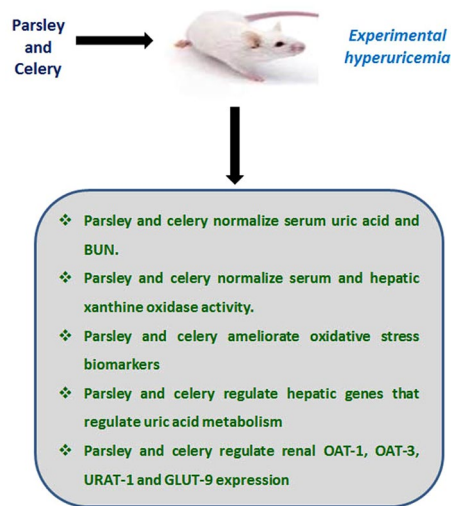 Parsley
and
Celery
Experimental
hyperuricemia
❖ Parsley and celery normalize serum uric acid and
BUN.
❖ Parsley and celery normalize serum and hepatic
xanthine oxidase activity.
❖ Parsley and celery ameliorate oxidative stress
biomarkers
❖ Parsley and celery regulate hepatic genes that
regulate uric acid metabolism
❖ Parsley and celery regulate renal OAT-1, OAT-3,
URAT-1 and GLUT-9 expression